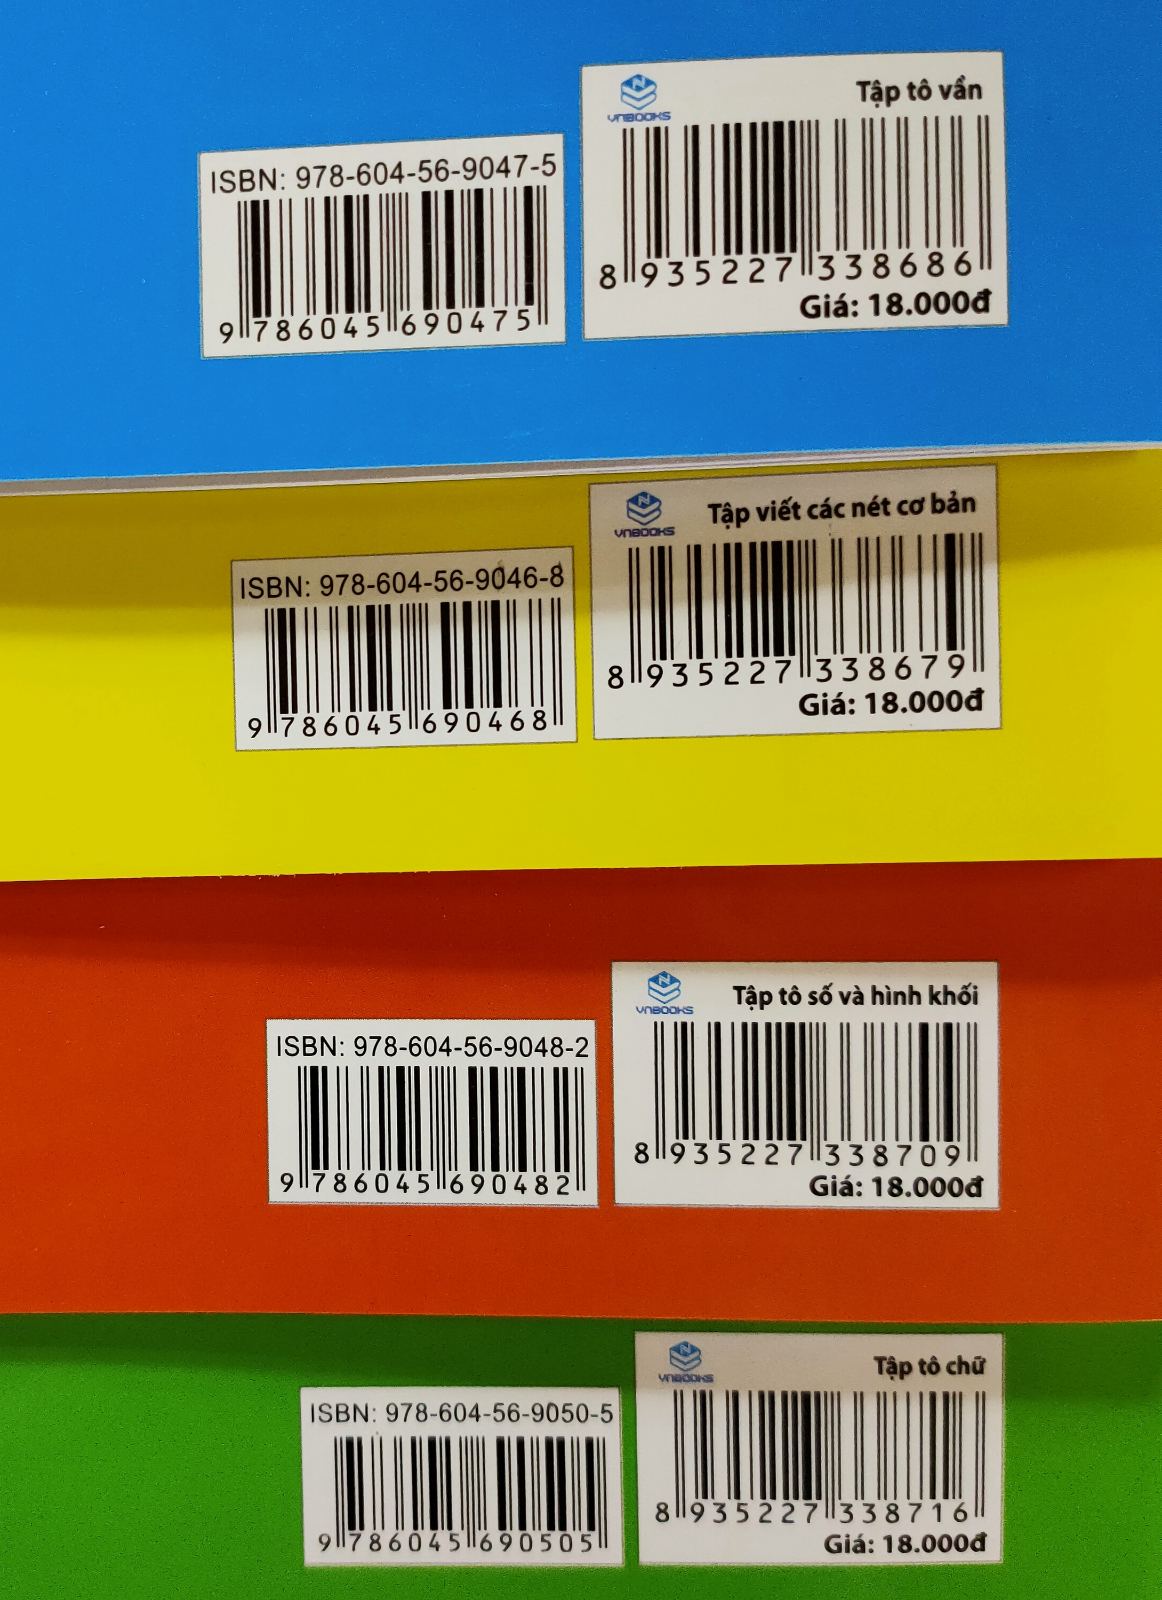 VNBOOKS
Tập tô vần
ISBN: 978-604-56-9047-5
9 786045 690475
8 935227 338686
Giá: 18.000đ
VNBOOKS
Tập viết các nét cơ bản
ISBN: 978-604-56-9046-8
9 786045 690468
8 935227 338679
Giá: 18.000đ
VNBOOKS
Tập tô số và hình khối
ISBN: 978-604-56-9048-2
9 786045 690482
8 935227 338709
Giá: 18.000đ
VNBOOKS
Tập tô chữ
ISBN: 978-604-56-9050-5
9 786045 690505
8 935227 338716
Giá: 18.000đ